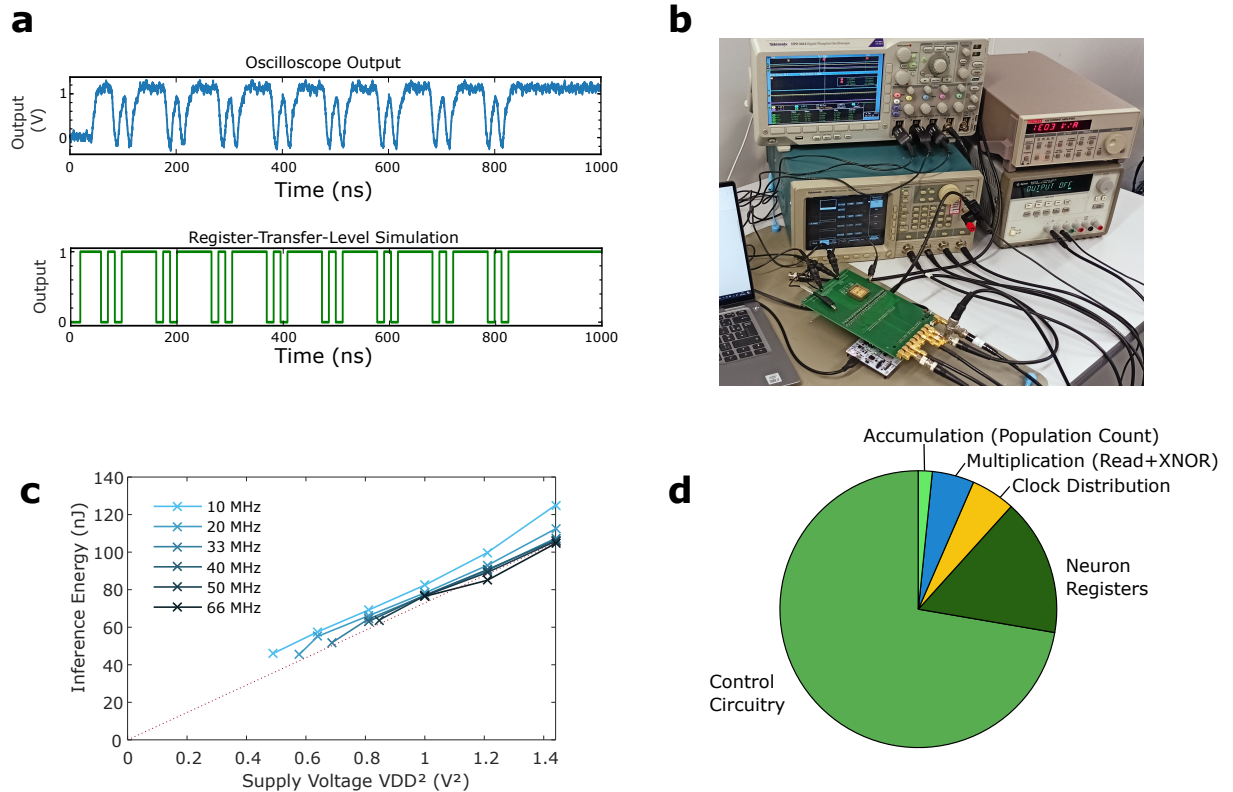 a
Oscilloscope Output
Output
(V)
1
0
0
200
400
600
800
1000
Time (ns)
Register-Transfer-Level Simulation
Output
1
0
0
200
400
600
800
1000
Time (ns)
b
Tektronix
OUTPUT OFF
c
Inference Energy (nJ)
140
120
100
80
60
40
20
0
10 MHz
20 MHz
33 MHz
40 MHz
50 MHz
66 MHz
0
0.2
0.4
0.6
0.8
1
1.2
1.4
Supply Voltage VDD² (V²)
d
Accumulation (Population Count)
Multiplication (Read+XNOR)
Clock Distribution
Neuron
Registers
Control
Circuitry